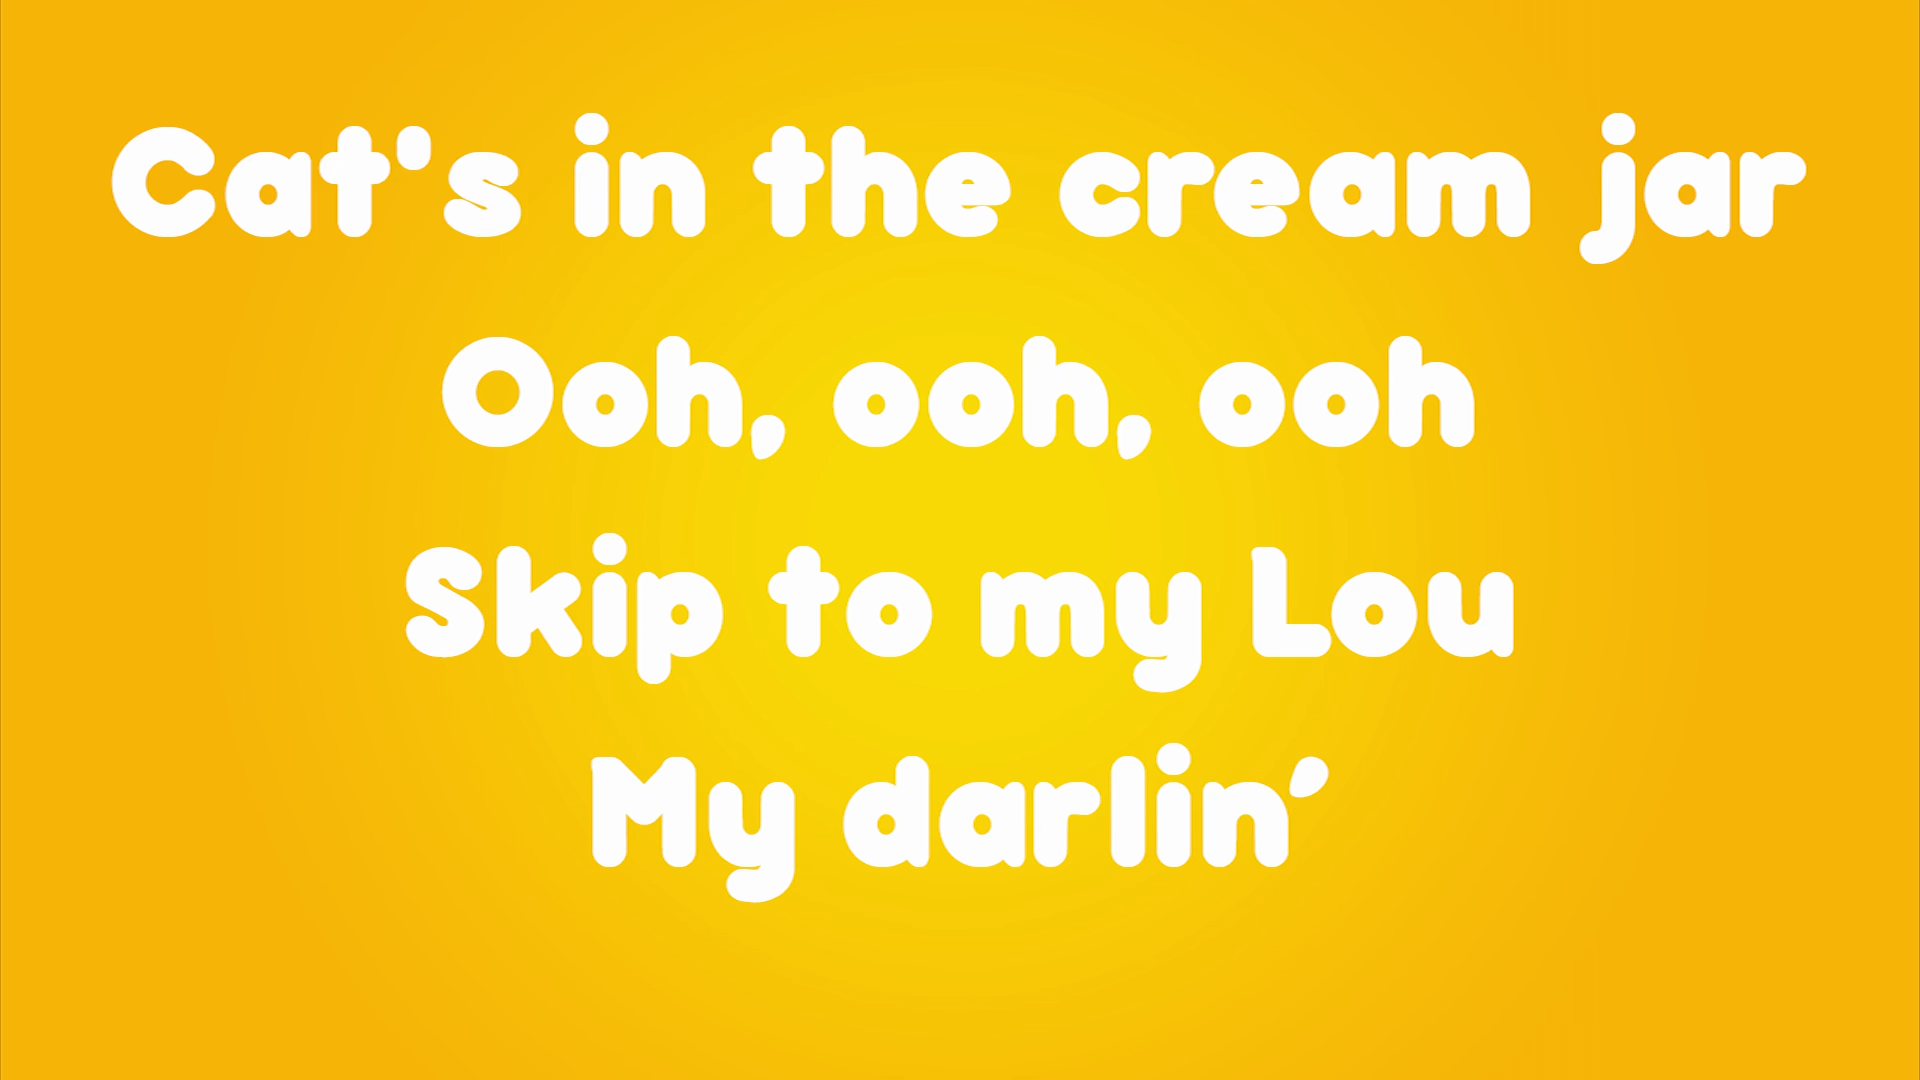 Cat's in the cream jar
Ooh, ooh, ooh
Skip to my Lou
My darlin’